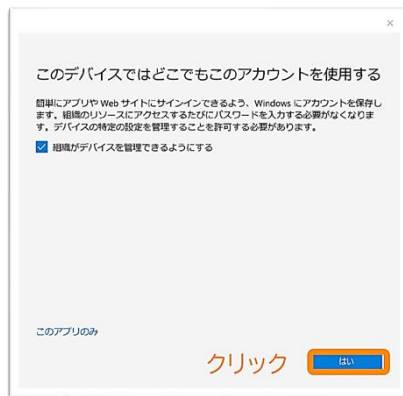 ×
このデバイスではどこでもこのアカウントを使用する
簡単にアプリや Web サイトにサインインできるよう、Windows にアカウントを保存し
ます。組織のリソースにアクセスするたびにパスワードを入力する必要がなくなりま
す。デバイスの特定の設定を管理することを許可する必要があります。
組織がデバイスを管理できるようにする
このアプリのみ
クリック はい